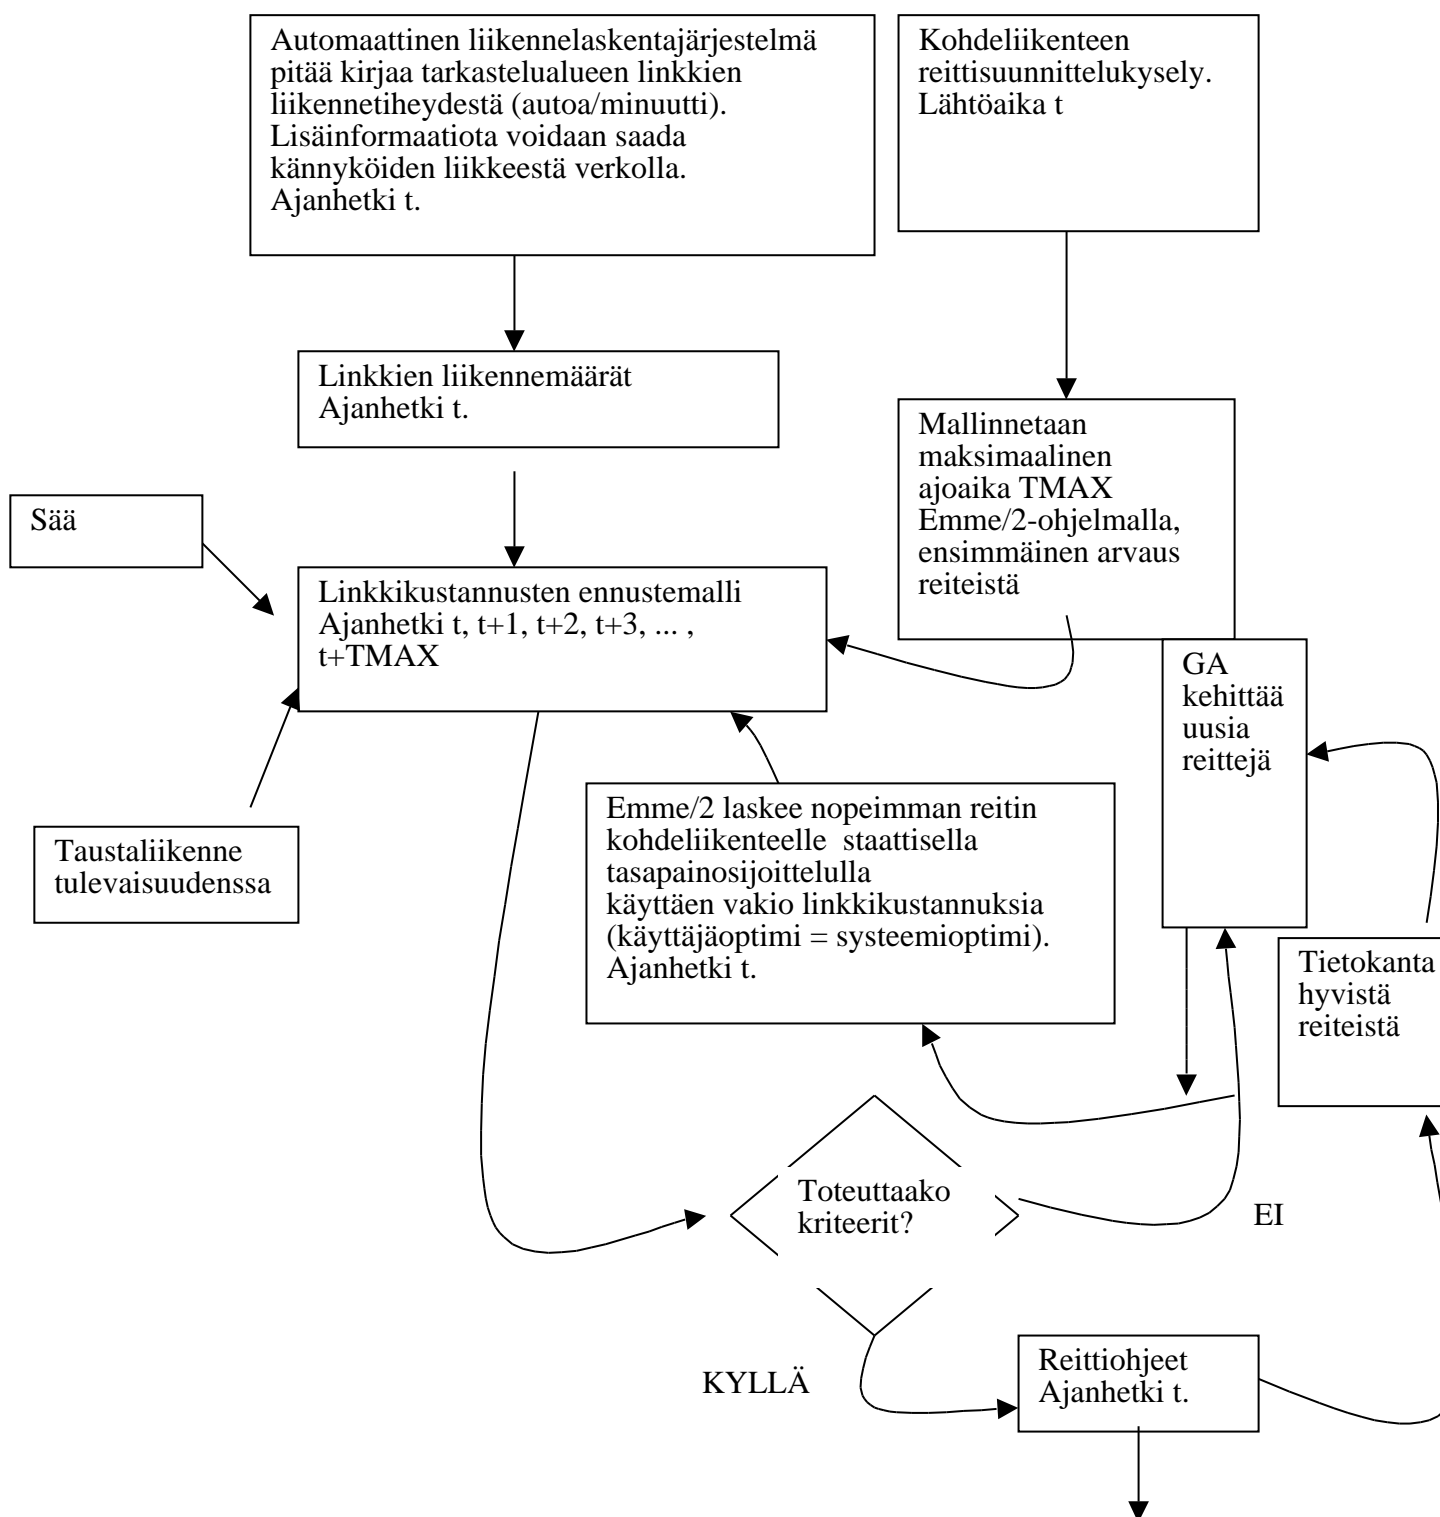 Automaattinen liikennelaskentajärjestelmä
pitää kirjaa tarkastelualueen linkkien
liikennetiheydestä (autoa/minuutti).
Lisäinformaatiota voidaan saada
kännyköiden liikkeestä verkolla.
Ajanhetki t.
Kohdeliikenteen
reittisuunnittelukysely.
Lähtöaika t
Linkkien liikennemäärät
Ajanhetki t.
Mallinnetaan
maksimaalinen
ajoaika TMAX
Emme/2-ohjelmalla,
ensimmäinen arvaus
reiteistä
Sää
Linkkikustannusten ennustemalli
Ajanhetki t, t+1, t+2, t+3, ... ,
t+TMAX
GA
kehittää
uusia
reittejä
Taustaliikenne
tulevaisuudenssa
Emme/2 laskee nopeimman reitin
kohdeliikenteelle  staattisella
tasapainosijoittelulla
käyttäen vakio linkkikustannuksia
(käyttäjäoptimi = systeemioptimi).
Ajanhetki t.
Tietokanta
hyvistä
reiteistä
Toteuttaako
kriteerit?
EI
KYLLÄ
Reittiohjeet
Ajanhetki t.